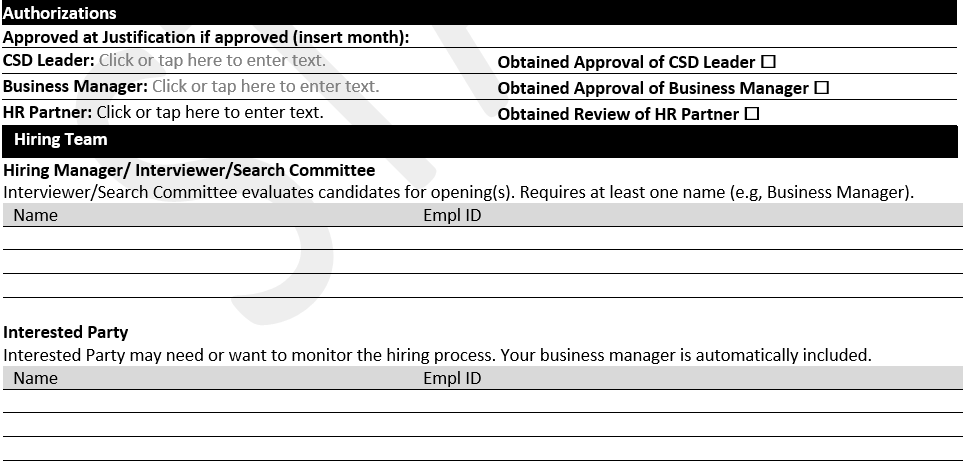 Authorizations
Approved at Justification if approved (insert month):
CSD Leader: Click or tap here to enter text. Obtained Approval of CSD Leader ☐
Business Manager: Click or tap here to enter text. Obtained Approval of Business Manager ☐
HR Partner: Click or tap here to enter text. Obtained Review of HR Partner ☐
Hiring Team
Hiring Manager/ Interviewer/Search Committee
Interviewer/Search Committee evaluates candidates for opening(s). Requires at least one name (e.g, Business Manager).
Name Empl ID
Interested Party
Interested Party may need or want to monitor the hiring process. Your business manager is automatically included.
Name Empl ID